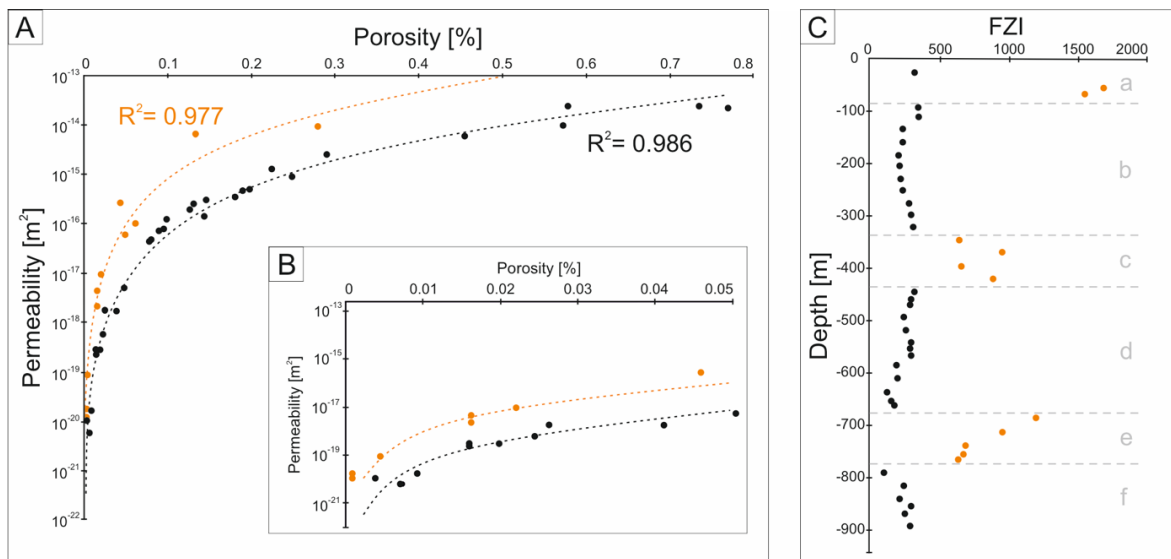 A
Porosity [%]
0 0.1 0.2 0.3 0.4 0.5 0.6 0.7 0.8
10-13
10-14
10-15
10-16
10-17
10-18
10-19
10-20
10-21
10-22
Permeability [m2]
R2= 0.977
R2= 0.986
B
Porosity [%]
0 0.01 0.02 0.03 0.04 0.05
10-13
10-15
10-17
10-19
10-21
Permeability [m2]
C
FZI
0 500 1000 1500 2000
0
-100
-200
-300
-400
-500
-600
-700
-800
-900
Depth [m]
a
b
c
d
e
f